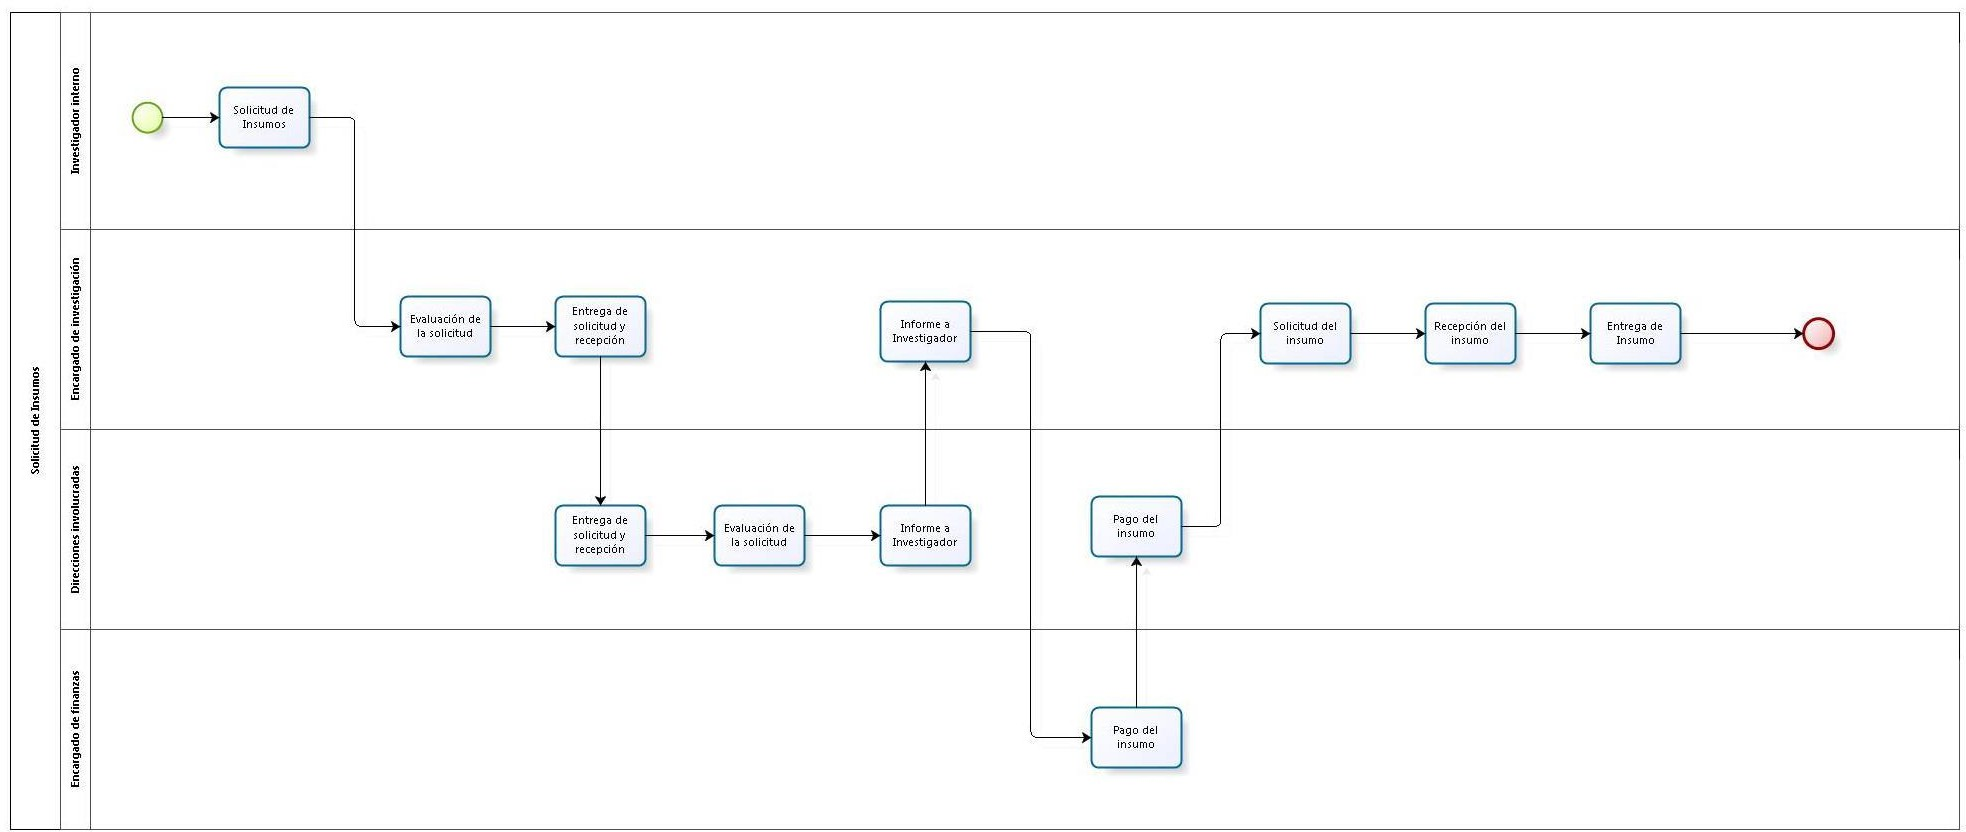 Solicitud de Insumos
Investigador interno
Solicitud de
Insumos
Encargado de investigación
Evaluación de
la solicitud
Entrega de
solicitud y
recepción
Informe a
Investigador
Solicitud del
insumo
Recepción del
insumo
Entrega de
Insumo
Direcciones involucradas
Entrega de
solicitud y
recepción
Evaluación de
la solicitud
Informe a
Investigador
Pago del
insumo
Encargado de finanzas
Pago del
insumo